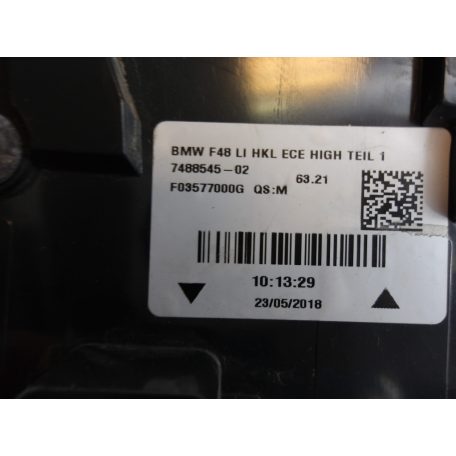 BMW F48 LI HKL ECE HIGH TEIL 1
7488545-02
63.21
F03577000G QS:M
10:13:29
23/05/2018